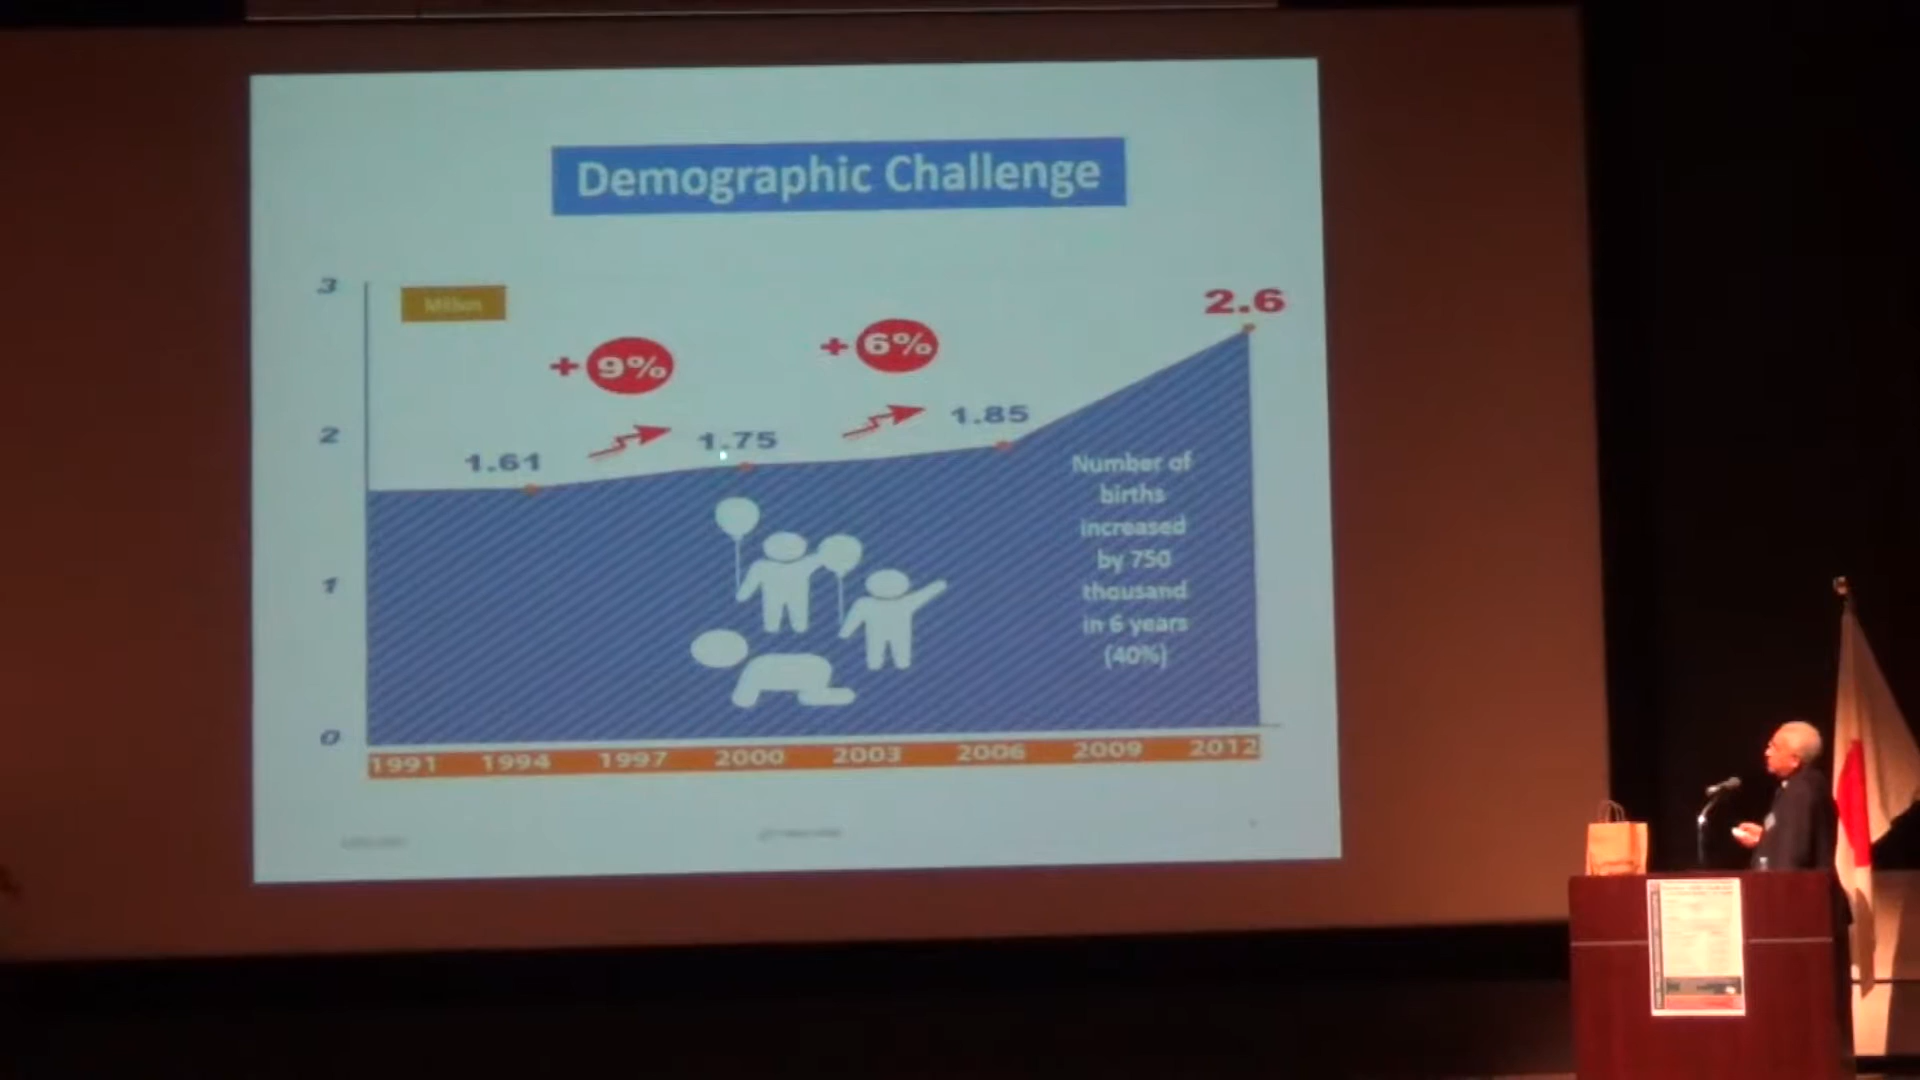 Demographic Challenge
3
Million
2.6
+ 9%
+ 6%
2
1.61
1.75
1.85
Number of
births
increased
by 750
thousand
in 6 years
(40%)
1
0
1991 1994 1997 2000 2003 2006 2009 2012